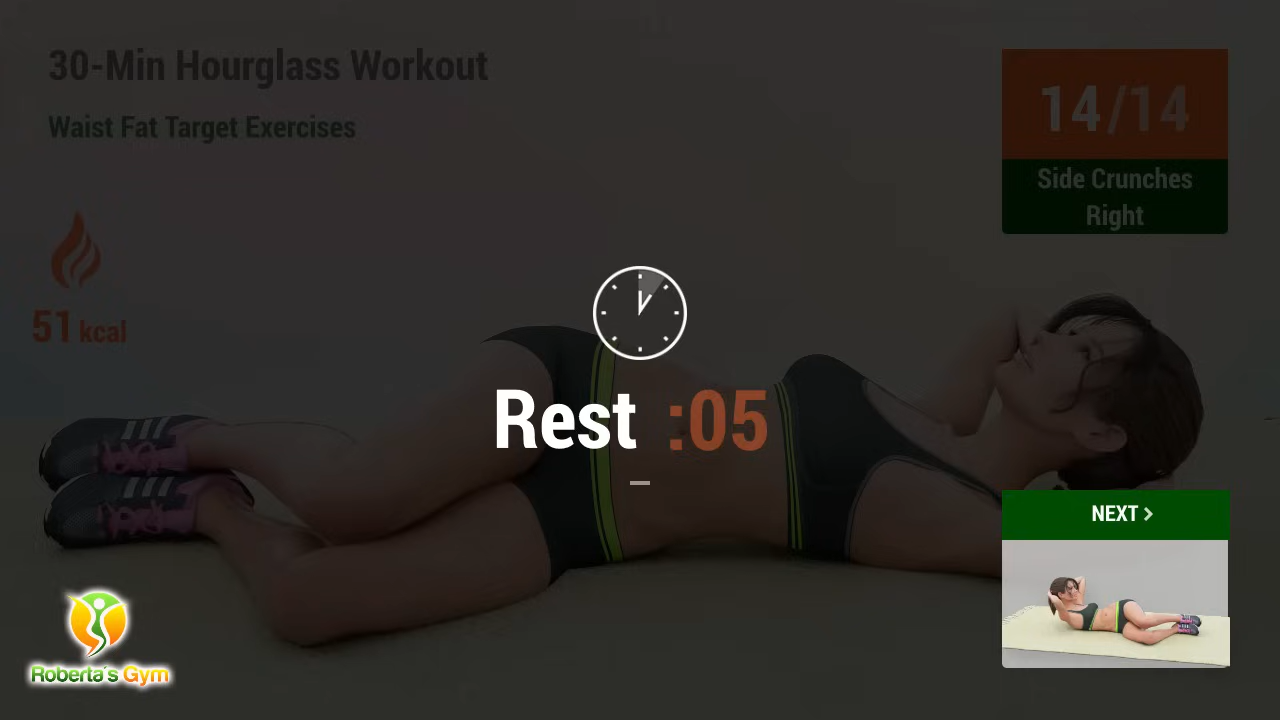 30-Min Hourglass Workout
Waist Fat Target Exercises
14/14
Side Crunches
Right
51 kcal
Rest :05
NEXT >
Roberta's Gym